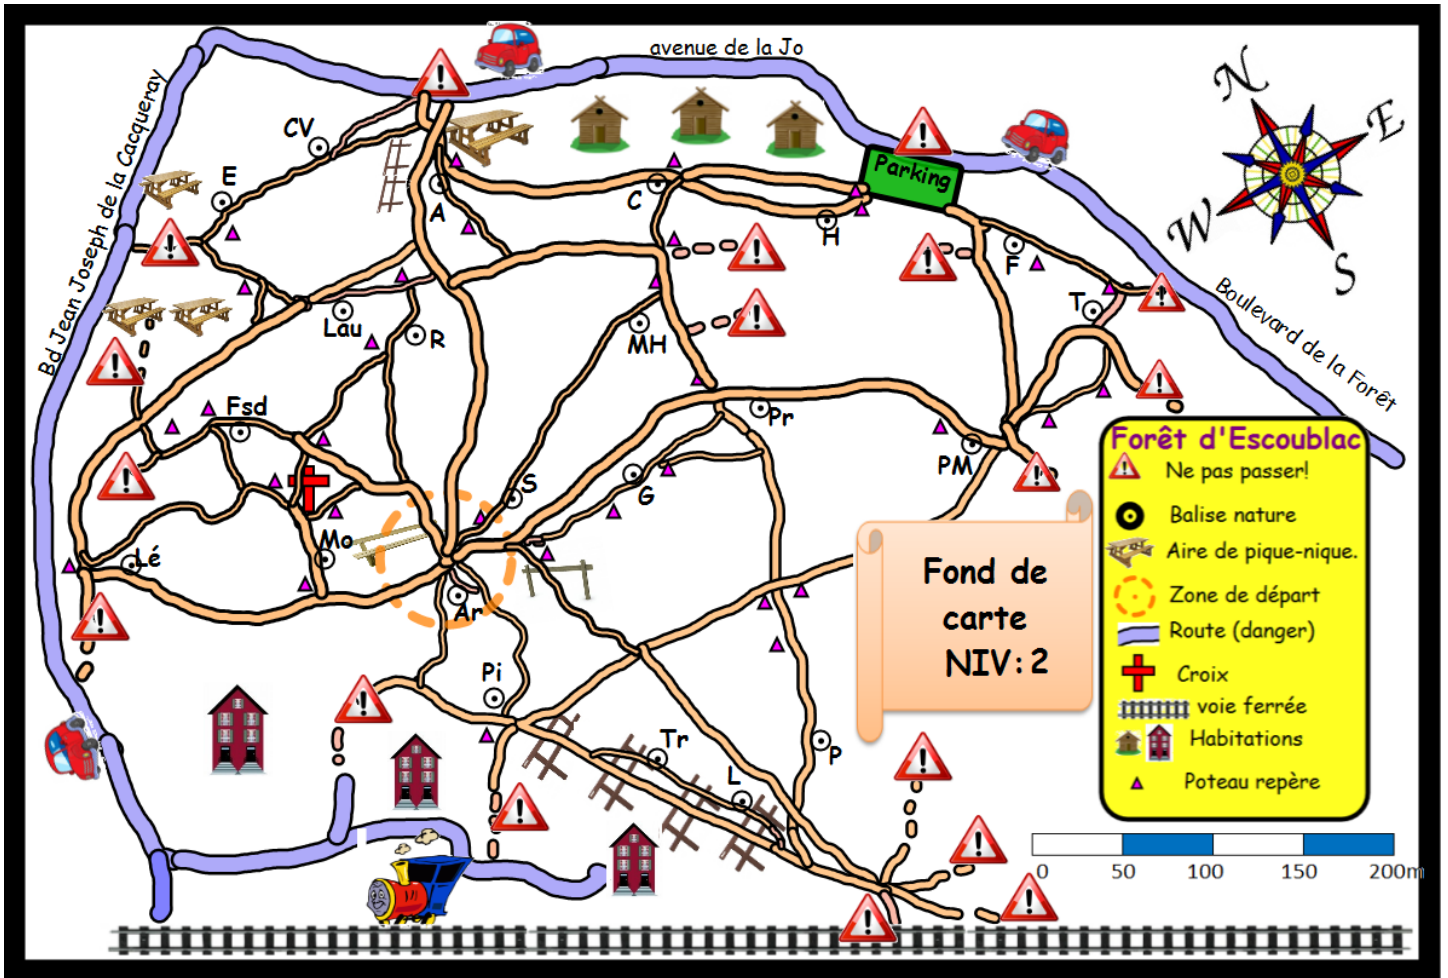 avenue de la Jo
N
E
W
S
Bd Jean Joseph de la Cacqueray
Boulevard de la Forêt
Parking
CV
E
A
C
H
F
T
Lau
R
MH
Fsd
Pr
PM
S
G
Mo
Lé
Ar
Pi
Tr
L
P
Fond de
carte
NIV: 2
Forêt d'Escoublac
Ne pas passer!
Balise nature
Aire de pique-nique.
Zone de départ
Route (danger)
Croix
voie ferrée
Habitations
Poteau repère
0 50 100 150 200m